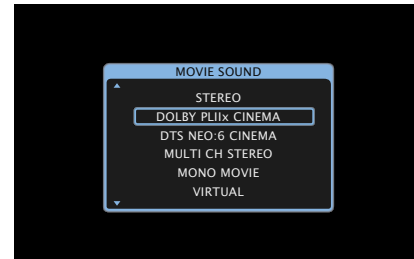 MOVIE SOUND
STEREO
DOLBY PLIIx CINEMA
DTS NEO:6 CINEMA
MULTI CH STEREO
MONO MOVIE
VIRTUAL